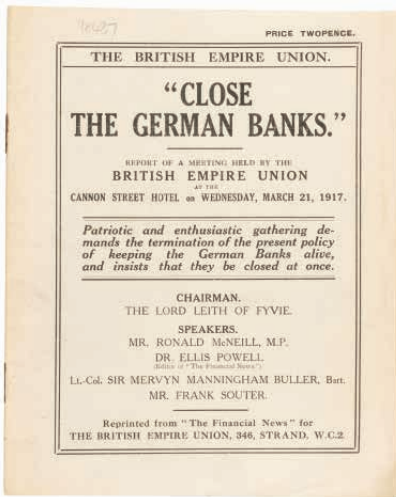 PRICE TWOPENCE.
THE BRITISH EMPIRE UNION.
"CLOSE
THE GERMAN BANKS."
REPORT OF A MEETING HELD BY THE
BRITISH EMPIRE UNION
AT THE
CANNON STREET HOTEL on WEDNESDAY, MARCH 21, 1917.
Patriotic and enthusiastic gathering de-
mands the termination of the present policy
of keeping the German Banks alive,
and insists that they be closed at once.
CHAIRMAN.
THE LORD LEITH OF FYVIE.
SPEAKERS.
MR. RONALD McNEILL, M.P.
DR. ELLIS POWELL
(Editor of "The Financial News")
Lt.-Col. SIR MERVYN MANNINGHAM BULLER, Bart.
MR. FRANK SOUTER.
Reprinted from "The Financial News" for
THE BRITISH EMPIRE UNION, 346, STRAND, W.C.2